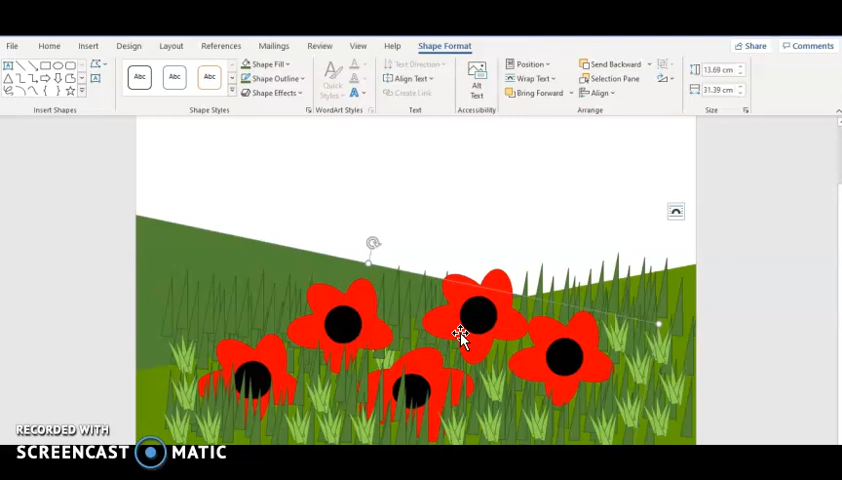 File Home Insert Design Layout References Mailings Review View Help Shape Format Share Comments
Abc Abc Abc
Shape Fill
Shape Outline
Shape Effects
Quick Styles
A
A
A
Text Direction
Align Text
Create Link
Alt Text
Position
Wrap Text
Bring Forward
Send Backward
Selection Pane
Align
13.69 cm
31.39 cm
Insert Shapes Shape Styles WordArt Styles Text Accessibility Arrange Size
RECORDED WITH
SCREENCAST MATIC